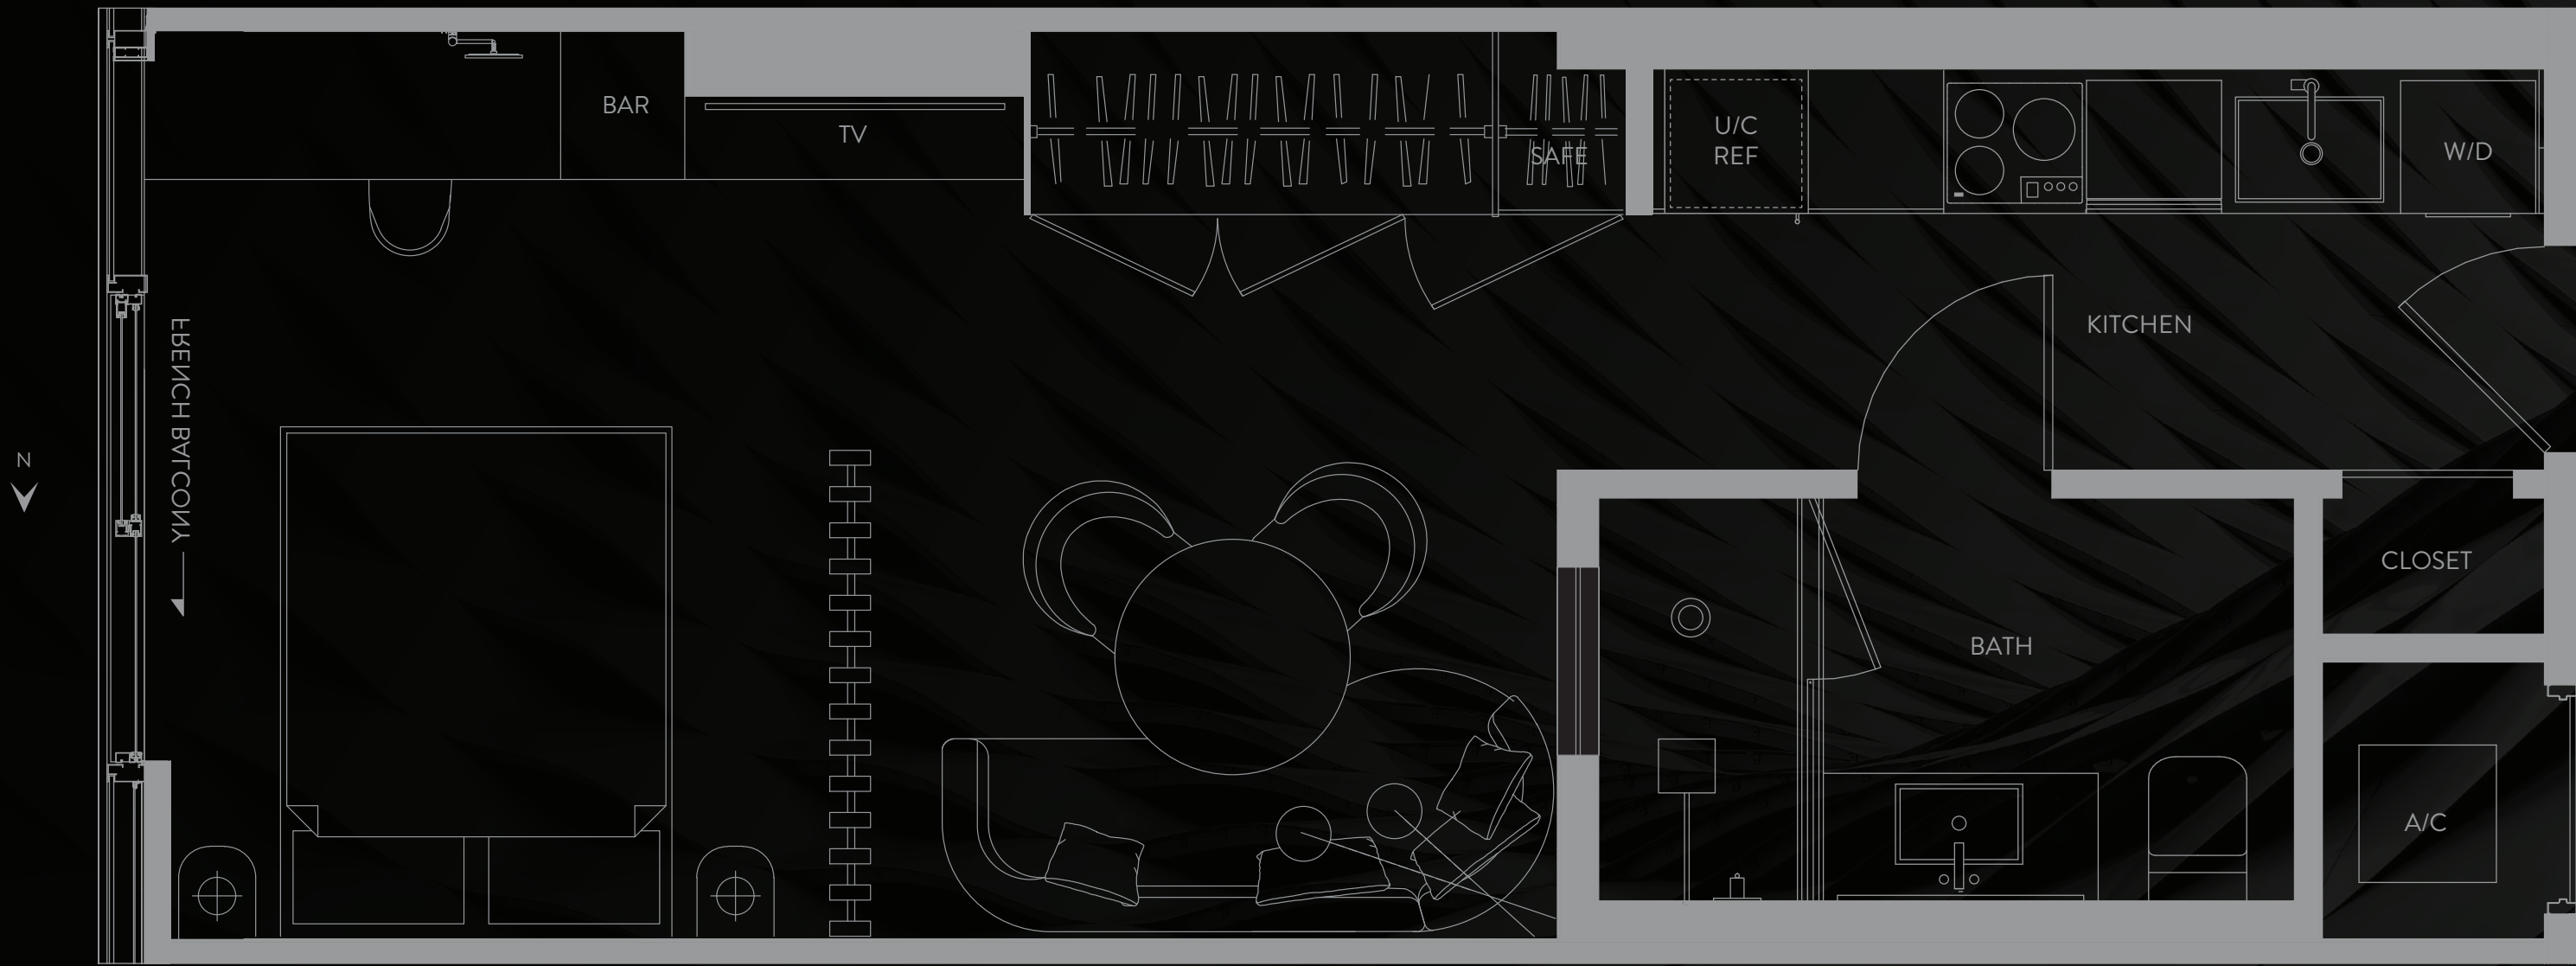 BAR
TV
SAFE
U/C
REF
W/D
KITCHEN
FRENCH BALCONY
N
CLOSET
BATH
A/C